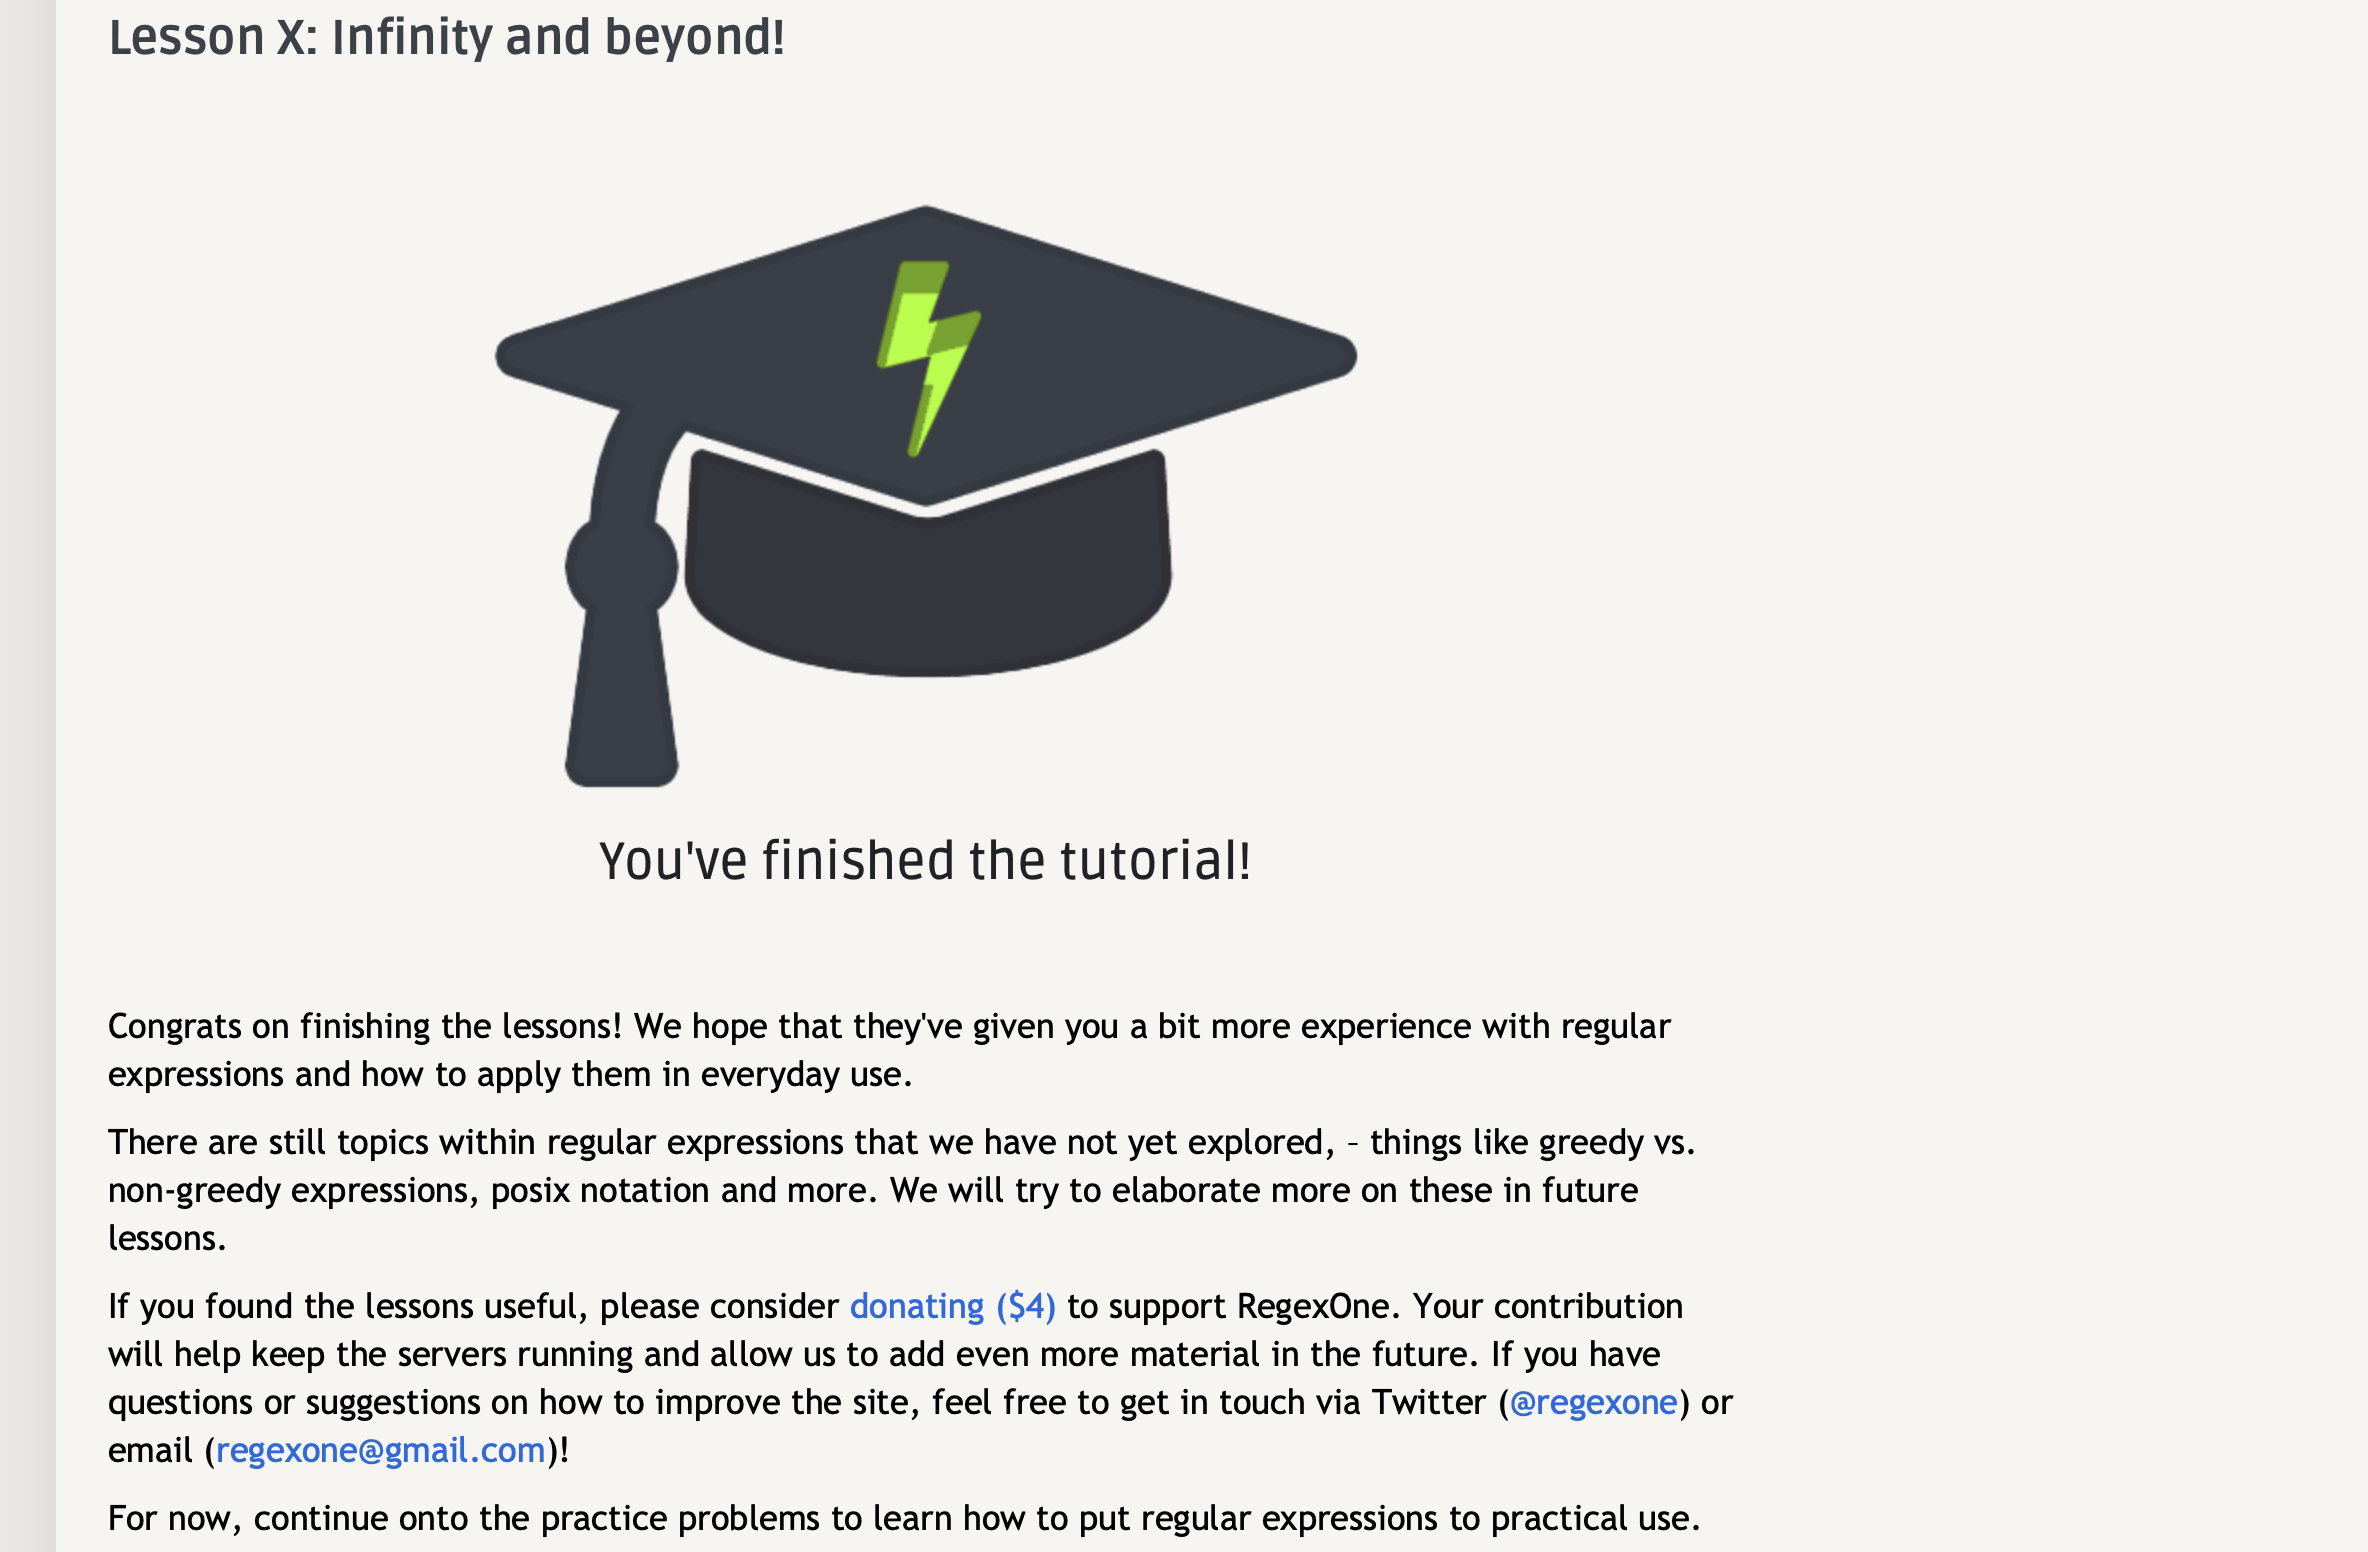 Lesson X: Infinity and beyond!
You've finished the tutorial!
Congrats on finishing the lessons! We hope that they've given you a bit more experience with regular
expressions and how to apply them in everyday use.
There are still topics within regular expressions that we have not yet explored, – things like greedy vs.
non-greedy expressions, posix notation and more. We will try to elaborate more on these in future
lessons.
If you found the lessons useful, please consider donating ($4) to support RegexOne. Your contribution
will help keep the servers running and allow us to add even more material in the future. If you have
questions or suggestions on how to improve the site, feel free to get in touch via Twitter (@regexone) or
email (regexone@gmail.com)!
For now, continue onto the practice problems to learn how to put regular expressions to practical use.